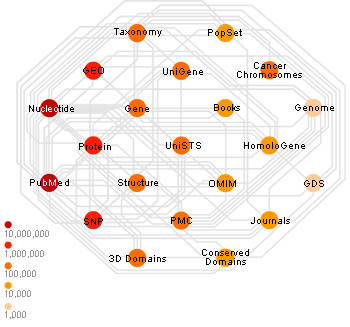 Taxonomy
PopSet
GEO
UniGene
Cancer
Chromosomes
Nucleotide
Gene
Books
Genome
Protein
UniSTS
HomoloGene
PubMed
Structure
OMIM
GDS
SNP
PMC
Journals
3D Domains
Conserved
Domains
10,000,000
1,000,000
100,000
10,000
1,000